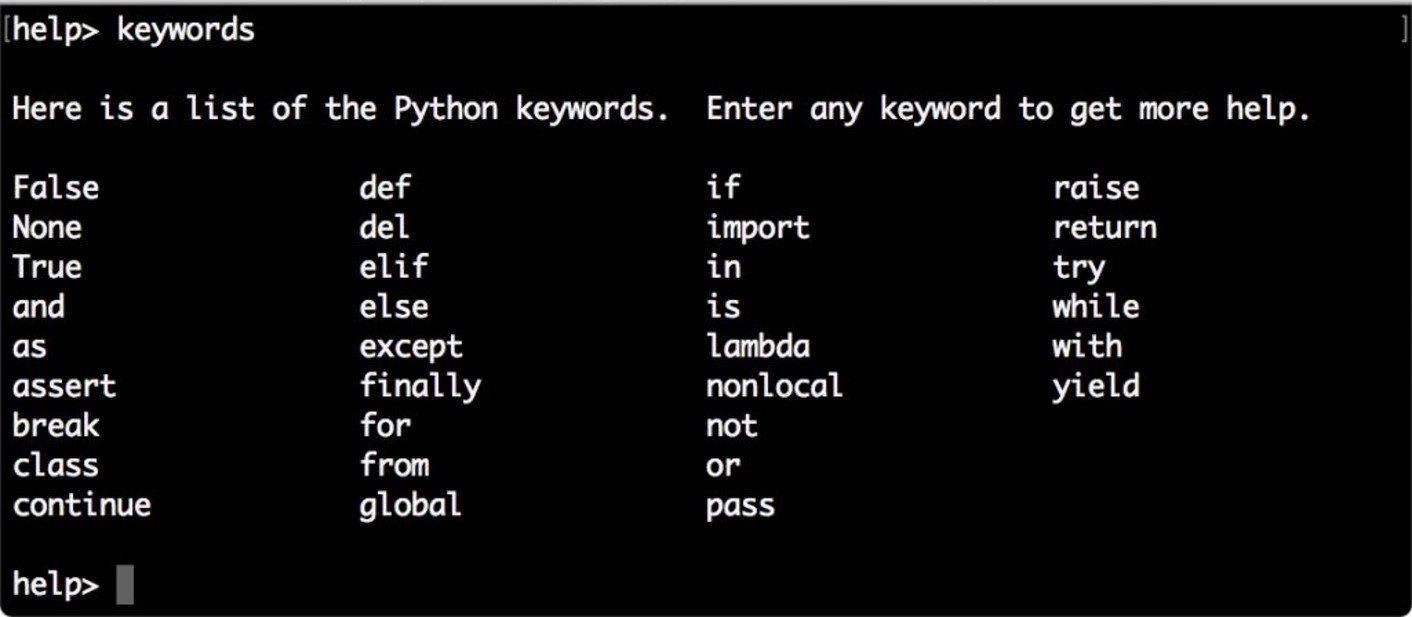 [help> keywords ]
Here is a list of the Python keywords.  Enter any keyword to get more help.
False               def                 if                  raise
None                del                 import              return
True                elif                in                  try
and                 else                is                  while
as                  except              lambda              with
assert              finally             nonlocal            yield
break               for                 not
class               from                or
continue            global              pass
help>